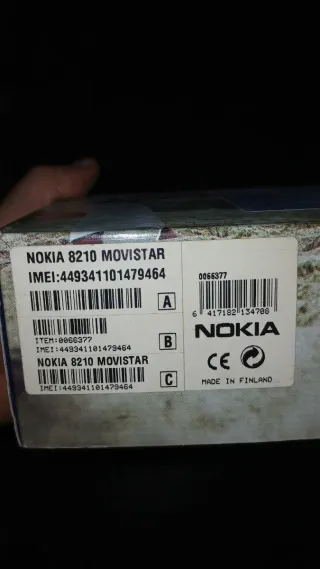 NOKIA 8210 MOVISTAR
IMEI:449341101479464
A
ITEM:0066377
IMEI:449341101479464
B
NOKIA 8210 MOVISTAR
IMEI:449341101479464
C
0066377
6 417182 134708
NOKIA
CE
MADE IN FINLAND